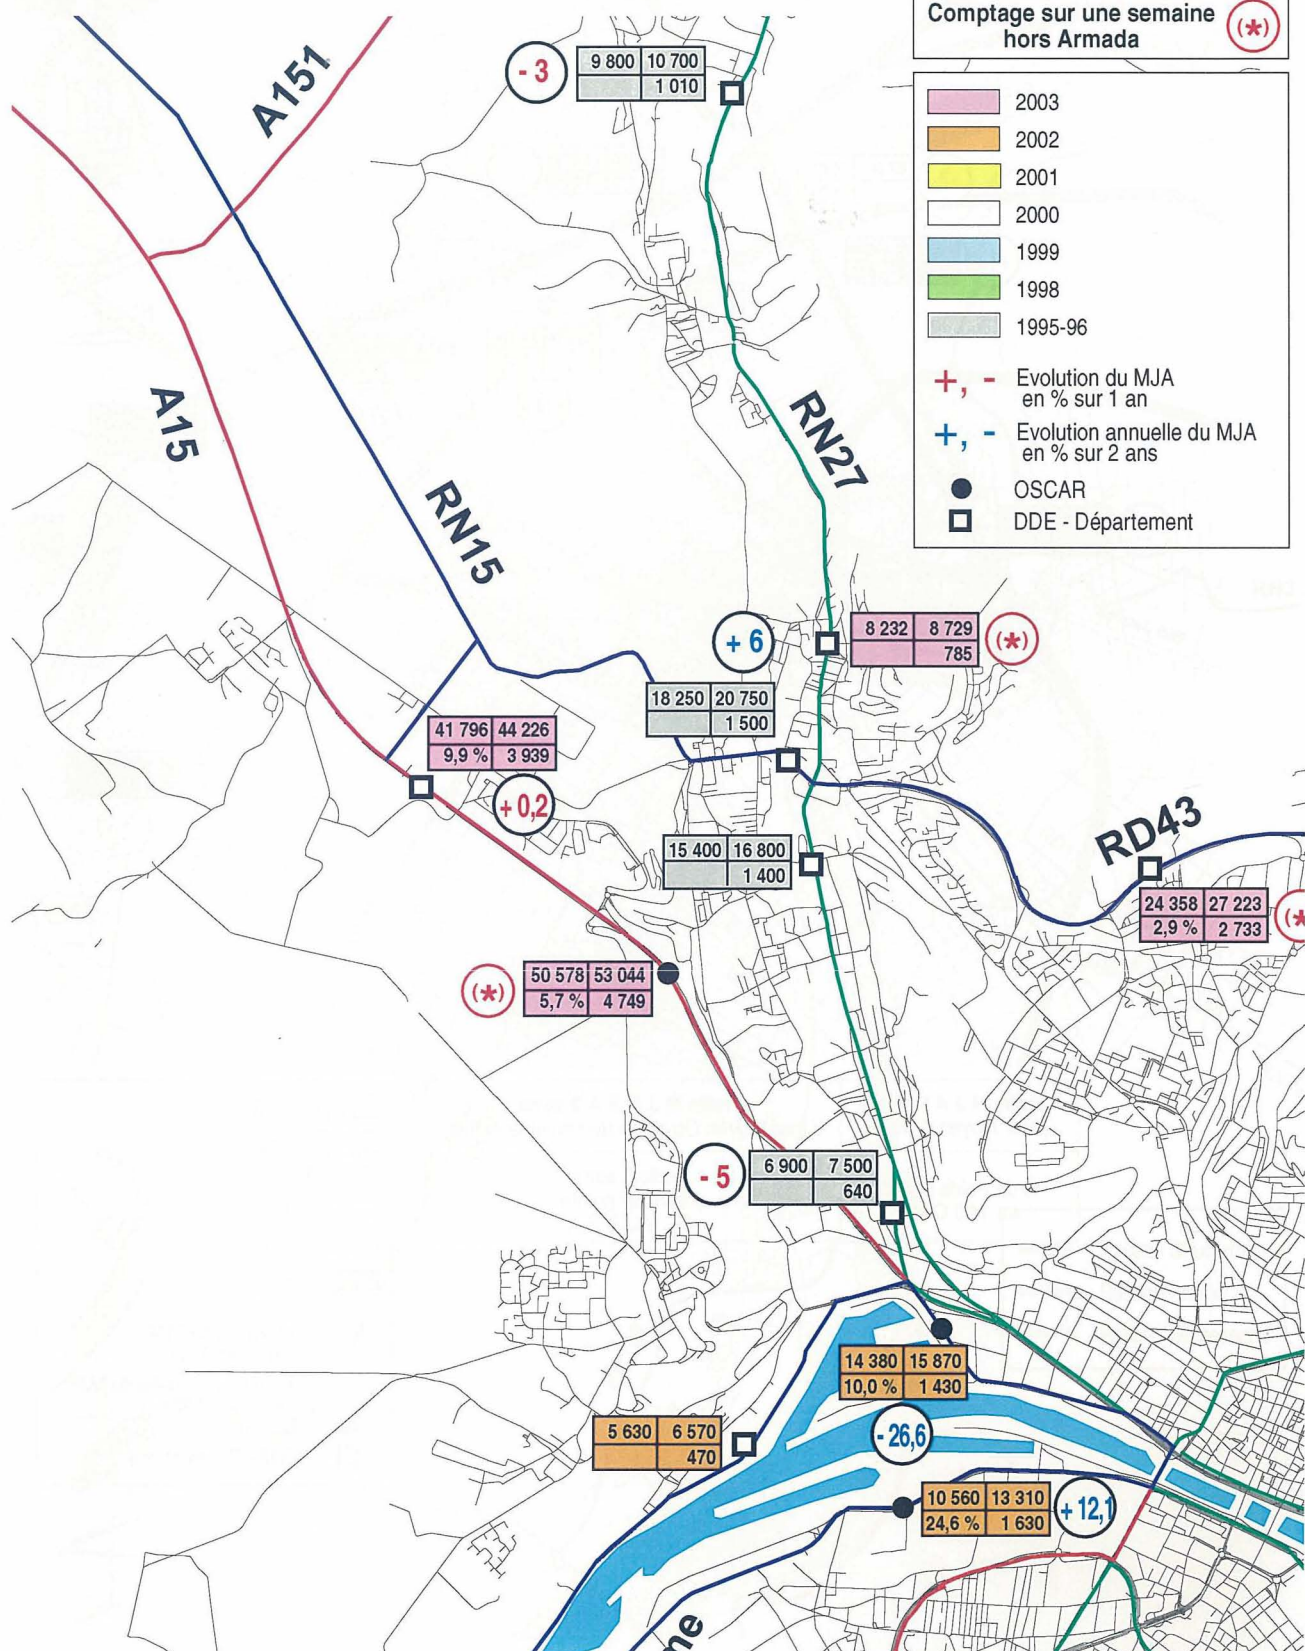 Comptage sur une semaine
hors Armada
(*)
2003
2002
2001
2000
1999
1998
1995-96
+, - Evolution du MJA
en % sur 1 an
+, - Evolution annuelle du MJA
en % sur 2 ans
OSCAR
DDE - Département
- 3
9 800 10 700
1 010
A151
A15
RN15
RN27
+ 6
8 232 8 729
785
(*)
18 250 20 750
1 500
41 796 44 226
9,9 % 3 939
+ 0,2
15 400 16 800
1 400
RD43
24 358 27 223
2,9 % 2 733
(*
(*)
50 578 53 044
5,7 % 4 749
- 5
6 900 7 500
640
14 380 15 870
10,0 % 1 430
- 26,6
5 630 6 570
470
10 560 13 310
24,6 % 1 630
+ 12,1
ne